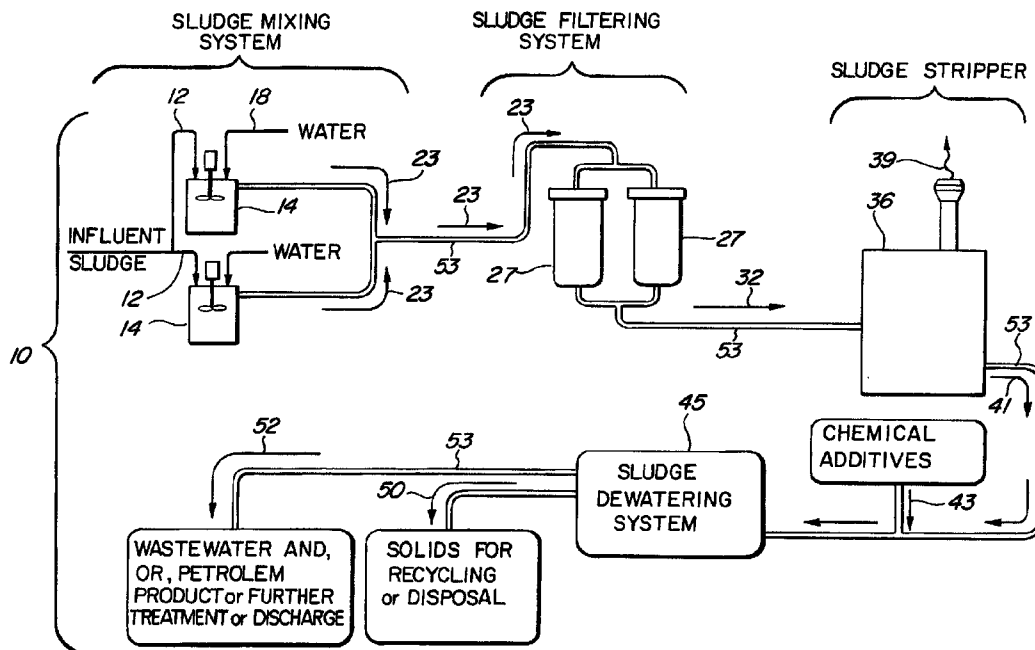 SLUDGE MIXING
SYSTEM
SLUDGE FILTERING
SYSTEM
SLUDGE STRIPPER
12
18
WATER
23
23
39
36
14
INFLUENT
SLUDGE
12
WATER
23
53
23
27
27
32
14
53
53
41
10
52
53
45
CHEMICAL
ADDITIVES
50
SLUDGE
DEWATERING
SYSTEM
43
WASTEWATER AND,
OR, PETROLEM
PRODUCT or FURTHER
TREATMENT or DISCHARGE
SOLIDS FOR
RECYCLING
or DISPOSAL